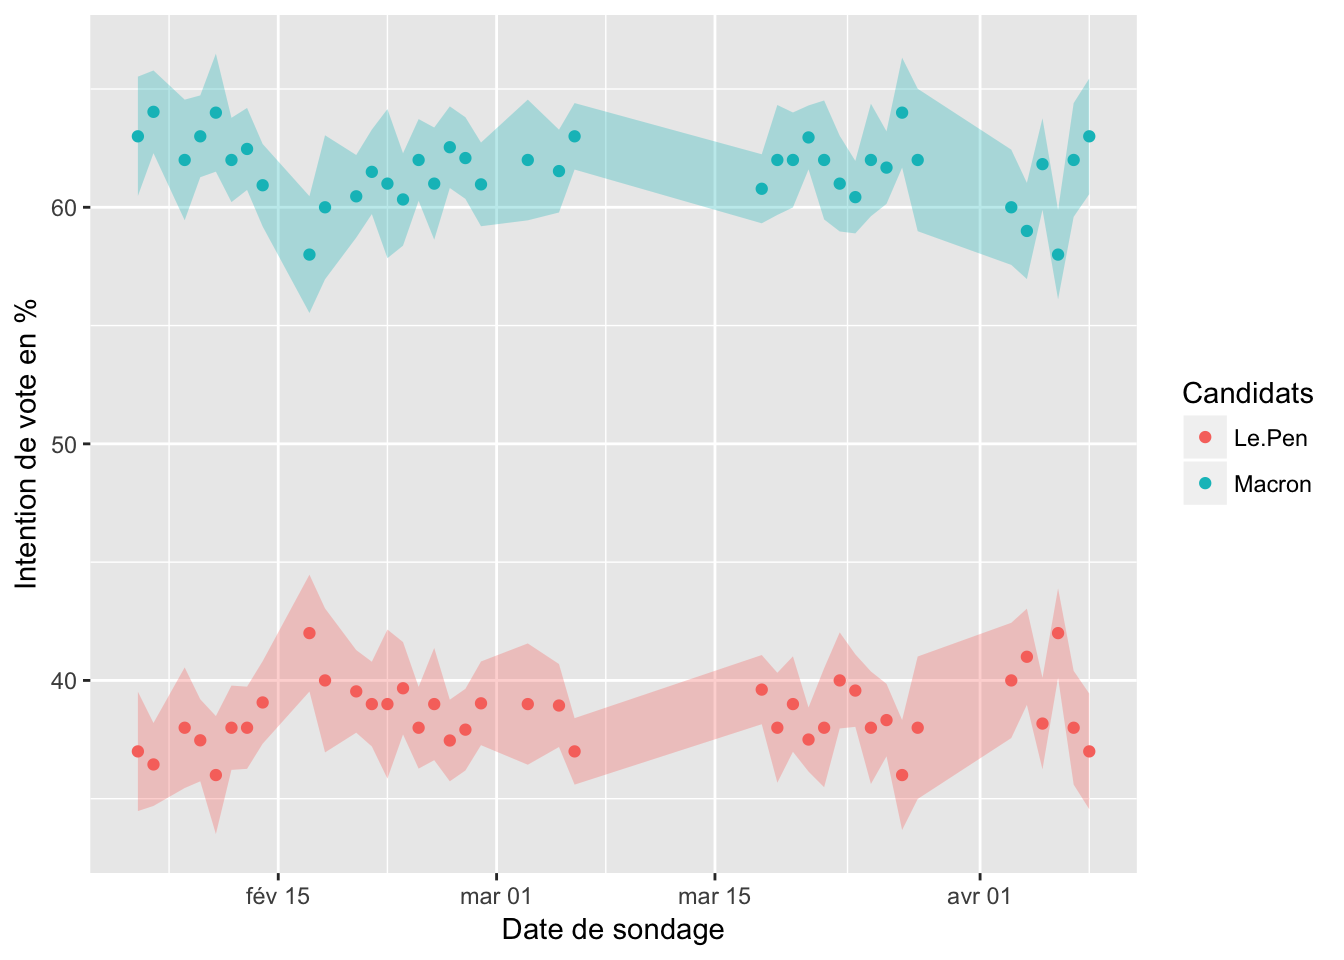 Intention de vote en %
60
50
40
fév 15
mar 01
mar 15
avr 01
Date de sondage
Candidats
Le.Pen
Macron